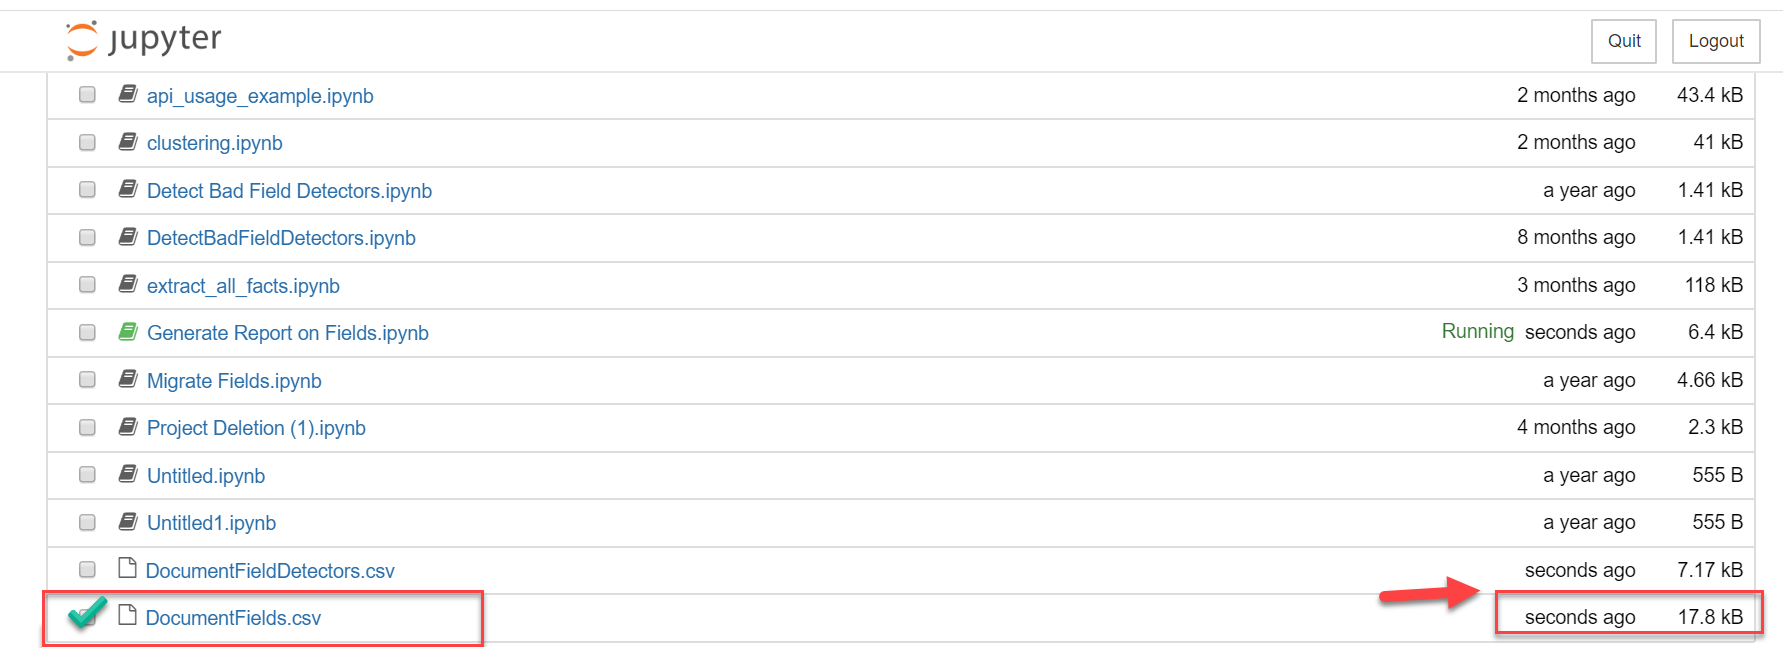 jupyter Quit Logout
api_usage_example.ipynb 2 months ago 43.4 kB
clustering.ipynb 2 months ago 41 kB
Detect Bad Field Detectors.ipynb a year ago 1.41 kB
DetectBadFieldDetectors.ipynb 8 months ago 1.41 kB
extract_all_facts.ipynb 3 months ago 118 kB
Generate Report on Fields.ipynb Running seconds ago 6.4 kB
Migrate Fields.ipynb a year ago 4.66 kB
Project Deletion (1).ipynb 4 months ago 2.3 kB
Untitled.ipynb a year ago 555 B
Untitled1.ipynb a year ago 555 B
DocumentFieldDetectors.csv seconds ago 7.17 kB
DocumentFields.csv seconds ago 17.8 kB